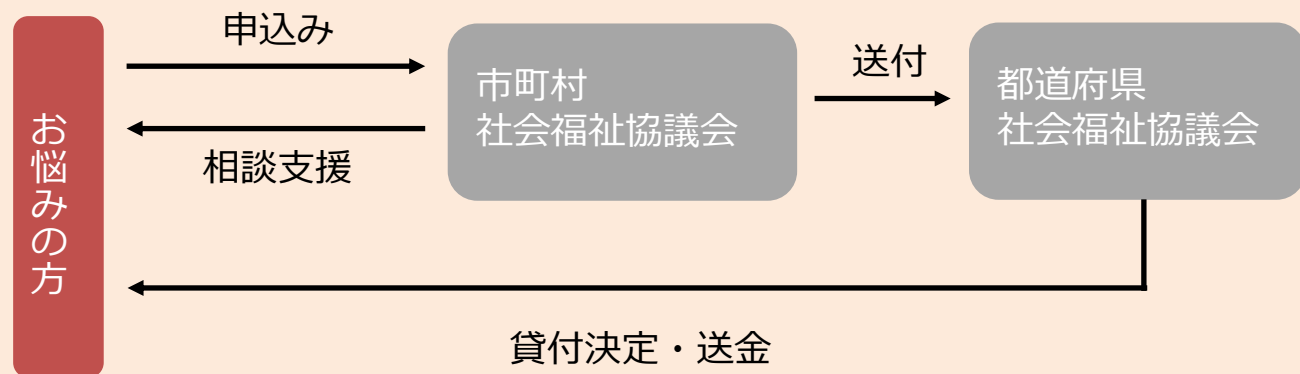 お悩みの方
申込み
相談支援
市町村
社会福祉協議会
送付
都道府県
社会福祉協議会
貸付決定・送金